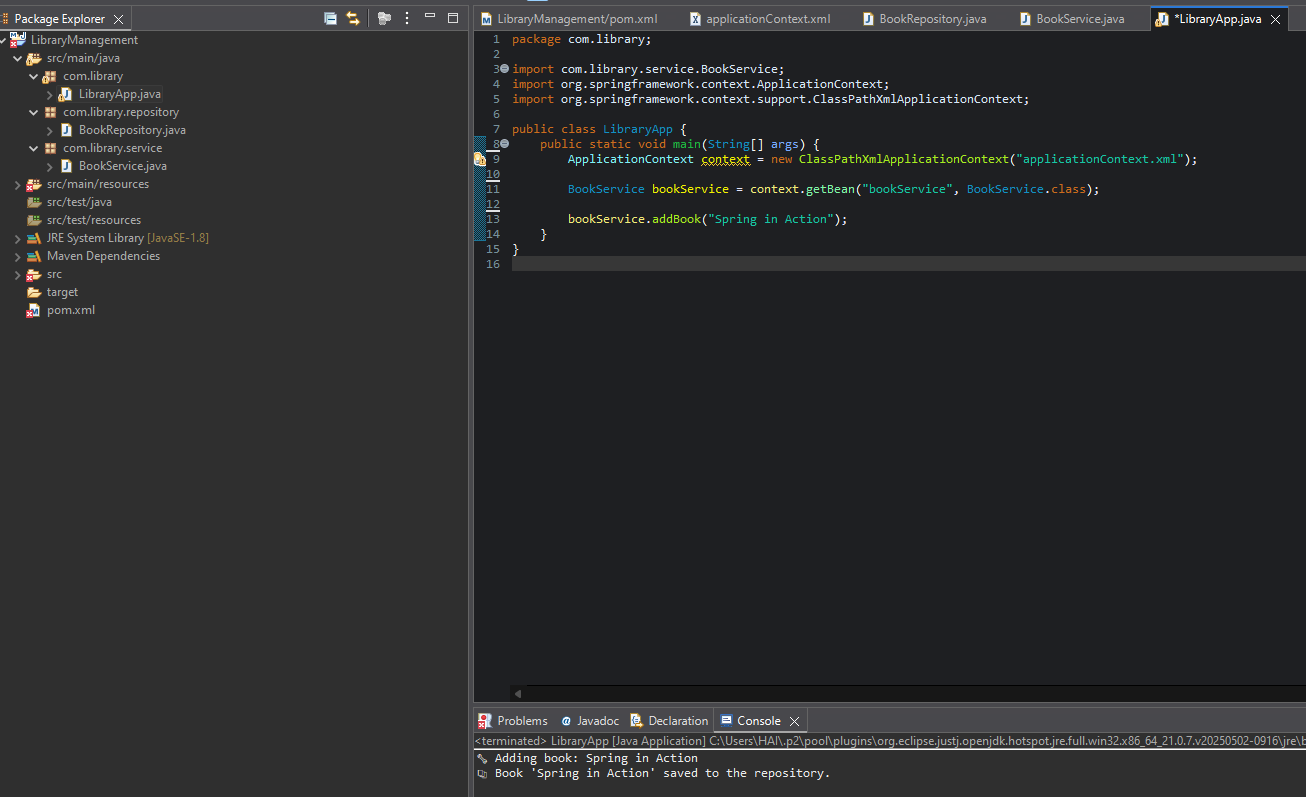 Package Explorer
LibraryManagement
src/main/java
com.library
LibraryApp.java
com.library.repository
BookRepository.java
com.library.service
BookService.java
src/main/resources
src/test/java
src/test/resources
JRE System Library [JavaSE-1.8]
Maven Dependencies
src
target
pom.xml
LibraryManagement/pom.xml applicationContext.xml BookRepository.java BookService.java *LibraryApp.java
1 package com.library;
2
3 import com.library.service.BookService;
4 import org.springframework.context.ApplicationContext;
5 import org.springframework.context.support.ClassPathXmlApplicationContext;
6
7 public class LibraryApp {
8 public static void main(String[] args) {
9 ApplicationContext context = new ClassPathXmlApplicationContext("applicationContext.xml");
10
11 BookService bookService = context.getBean("bookService", BookService.class);
12
13 bookService.addBook("Spring in Action");
14 }
15 }
16
Problems Javadoc Declaration Console
<terminated> LibraryApp [Java Application] C:\Users\HAI\.p2\pool\plugins\org.eclipse.justj.openjdk.hotspot.jre.full.win32.x86_64_21.0.7.v20250502-0916\jre\b
Adding book: Spring in Action
Book 'Spring in Action' saved to the repository.